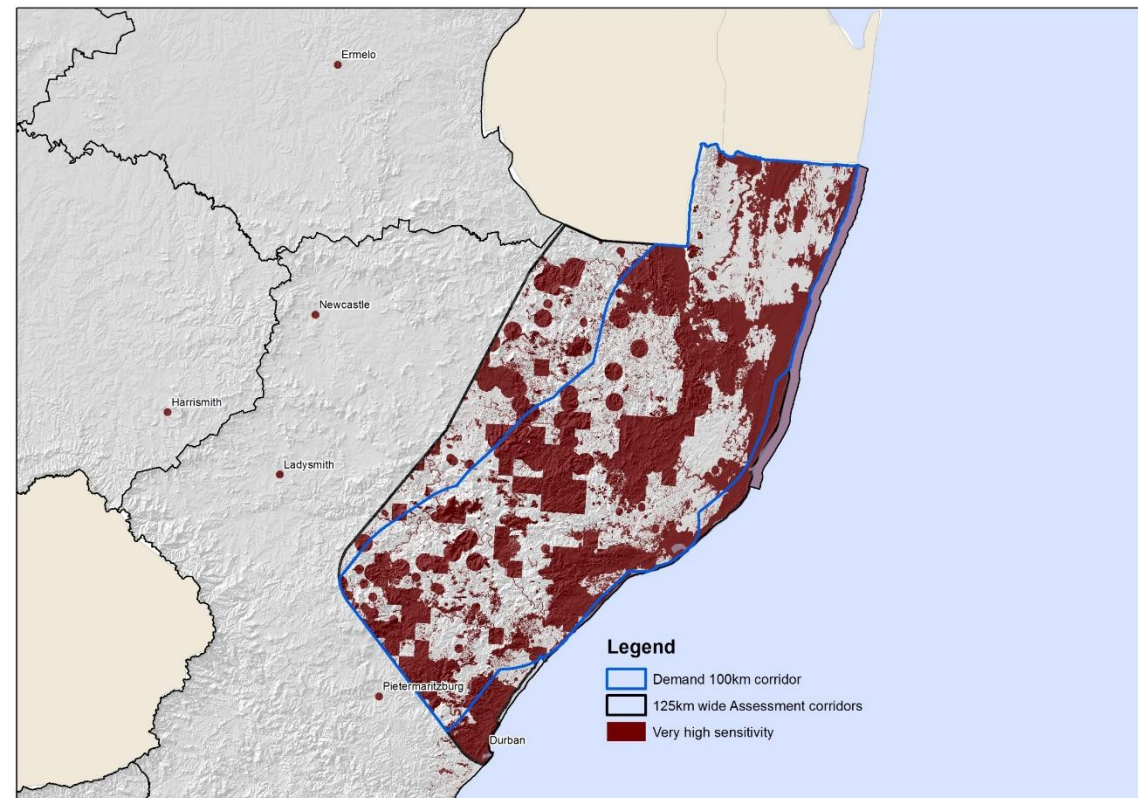 Ermelo
Newcastle
Harrismith
Ladysmith
Pietermaritzburg
Durban
Legend
Demand 100km corridor
125km wide Assessment corridors
Very high sensitivity